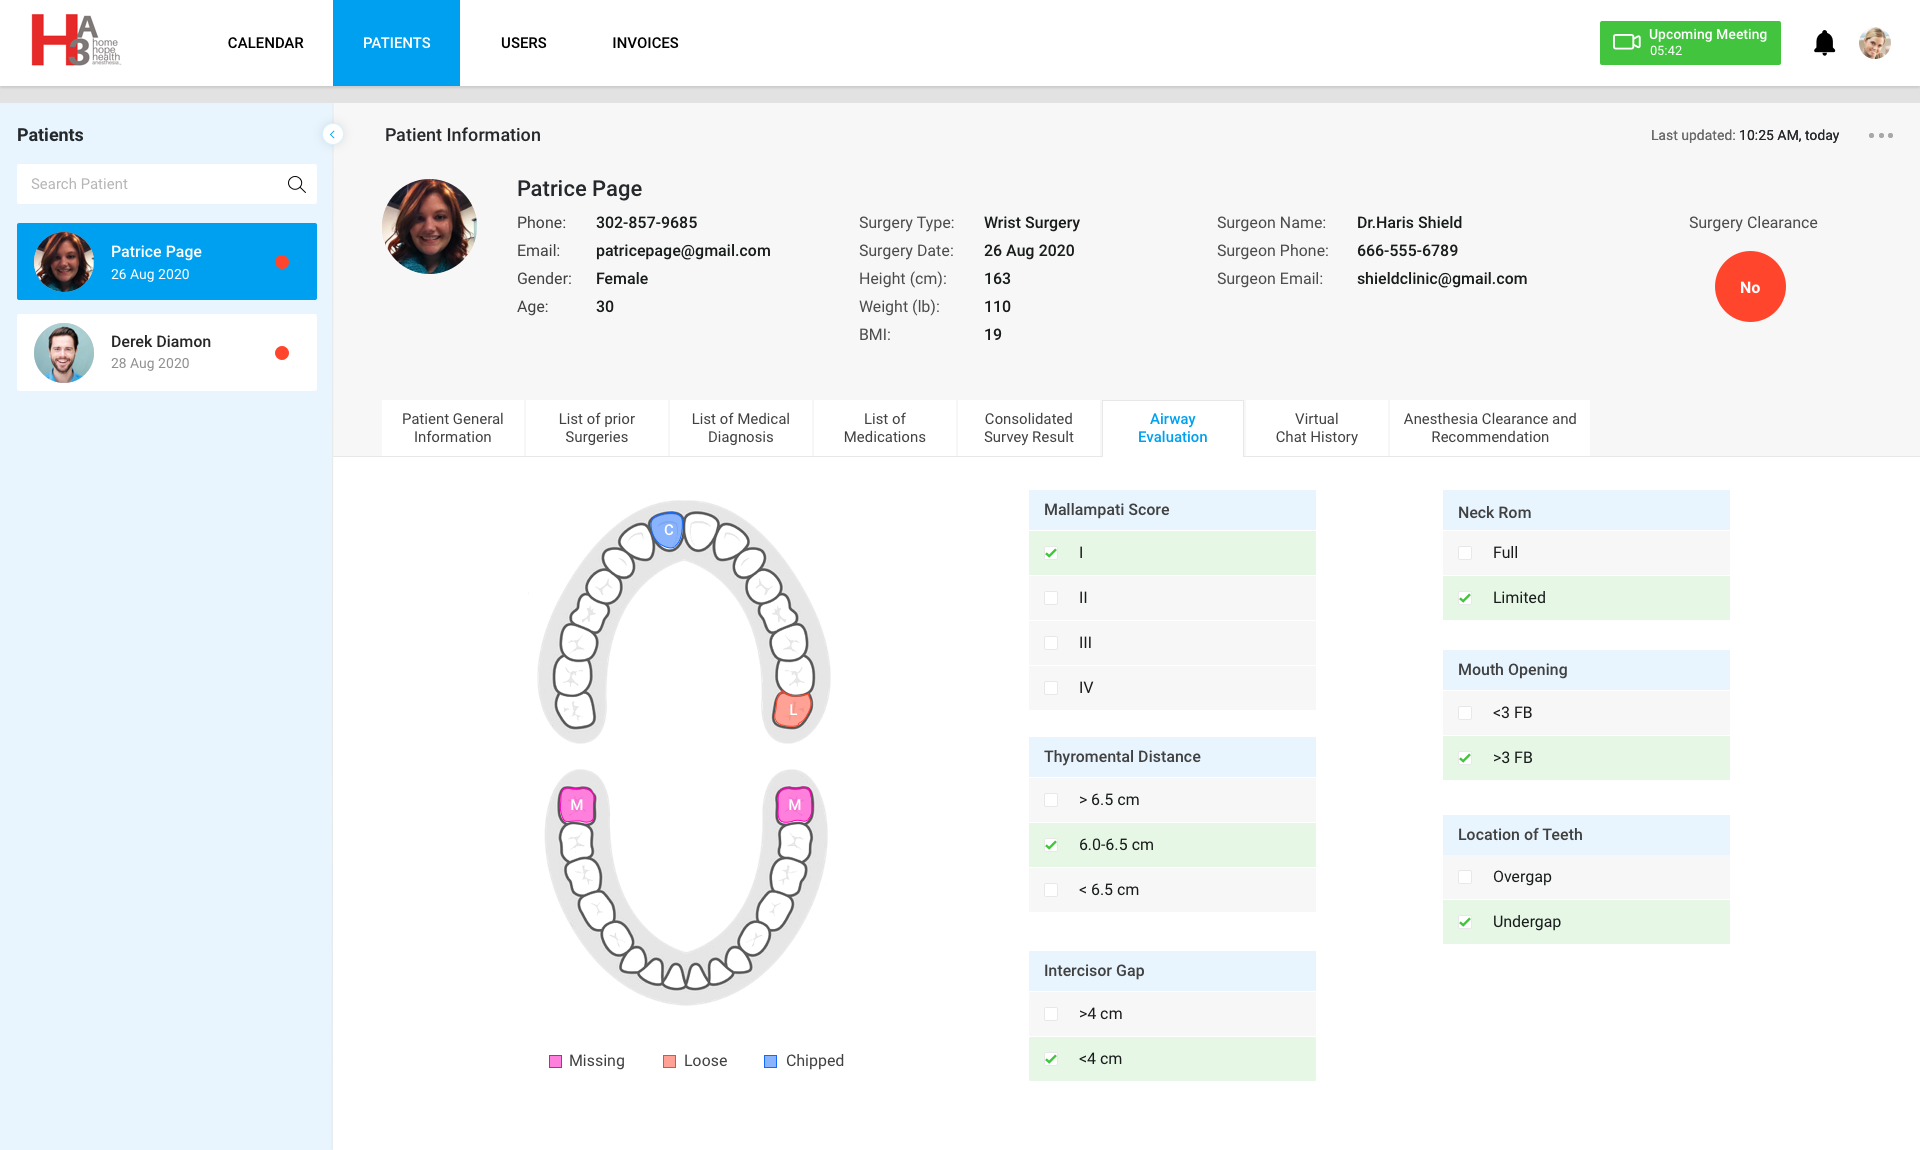 HA3
home
hope
health
anesthesia.
CALENDAR
PATIENTS
USERS
INVOICES
Upcoming Meeting
05:42
Patients
Search Patient
Patrice Page
26 Aug 2020
Derek Diamon
28 Aug 2020
Patient Information
Last updated: 10:25 AM, today
Patrice Page
Phone: 302-857-9685
Email: patricepage@gmail.com
Gender: Female
Age: 30
Surgery Type: Wrist Surgery
Surgery Date: 26 Aug 2020
Height (cm): 163
Weight (lb): 110
BMI: 19
Surgeon Name: Dr.Haris Shield
Surgeon Phone: 666-555-6789
Surgeon Email: shieldclinic@gmail.com
Surgery Clearance
No
Patient General
Information
List of prior
Surgeries
List of Medical
Diagnosis
List of
Medications
Consolidated
Survey Result
Airway
Evaluation
Virtual
Chat History
Anesthesia Clearance and
Recommendation
C
L
M
M
Missing
Loose
Chipped
Mallampati Score
I
II
III
IV
Thyromental Distance
> 6.5 cm
6.0-6.5 cm
< 6.5 cm
Intercisor Gap
>4 cm
<4 cm
Neck Rom
Full
Limited
Mouth Opening
<3 FB
>3 FB
Location of Teeth
Overgap
Undergap